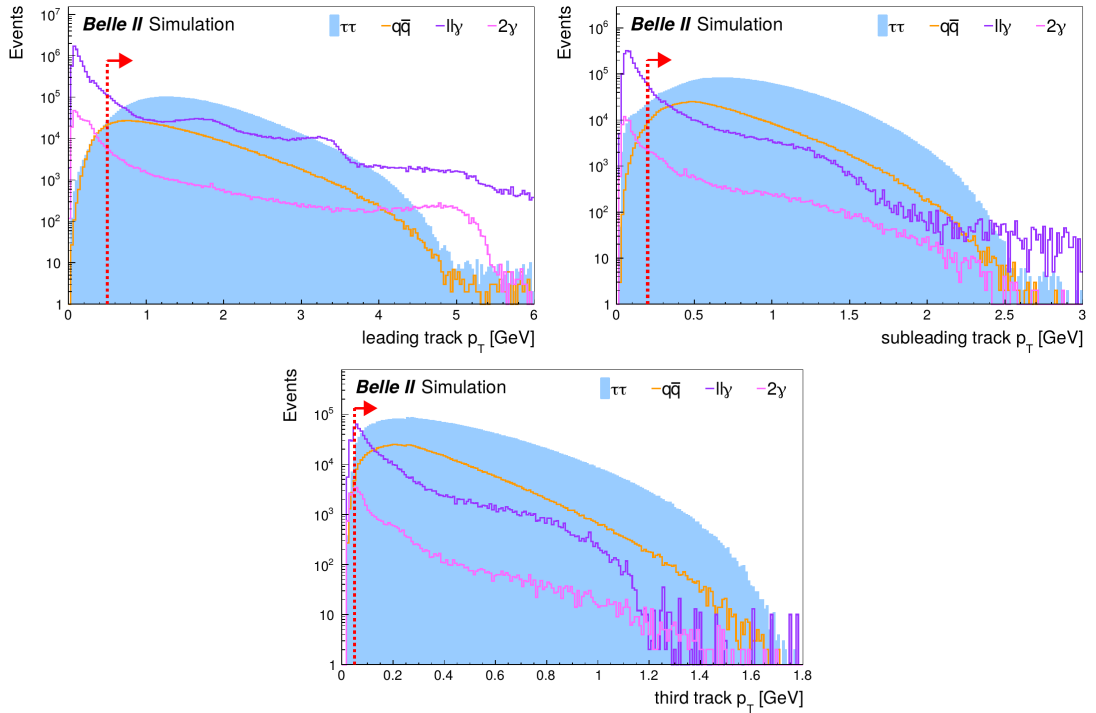 Belle II Simulation
ττ qq̅ llγ 2γ
Events
10⁷
10⁶
10⁵
10⁴
10³
10²
10
1
0 1 2 3 4 5 6
leading track p_T [GeV]
Belle II Simulation
ττ qq̅ llγ 2γ
Events
10⁶
10⁵
10⁴
10³
10²
10
1
0 0.5 1 1.5 2 2.5 3
subleading track p_T [GeV]
Belle II Simulation
ττ qq̅ llγ 2γ
Events
10⁵
10⁴
10³
10²
10
1
0 0.2 0.4 0.6 0.8 1 1.2 1.4 1.6 1.8
third track p_T [GeV]